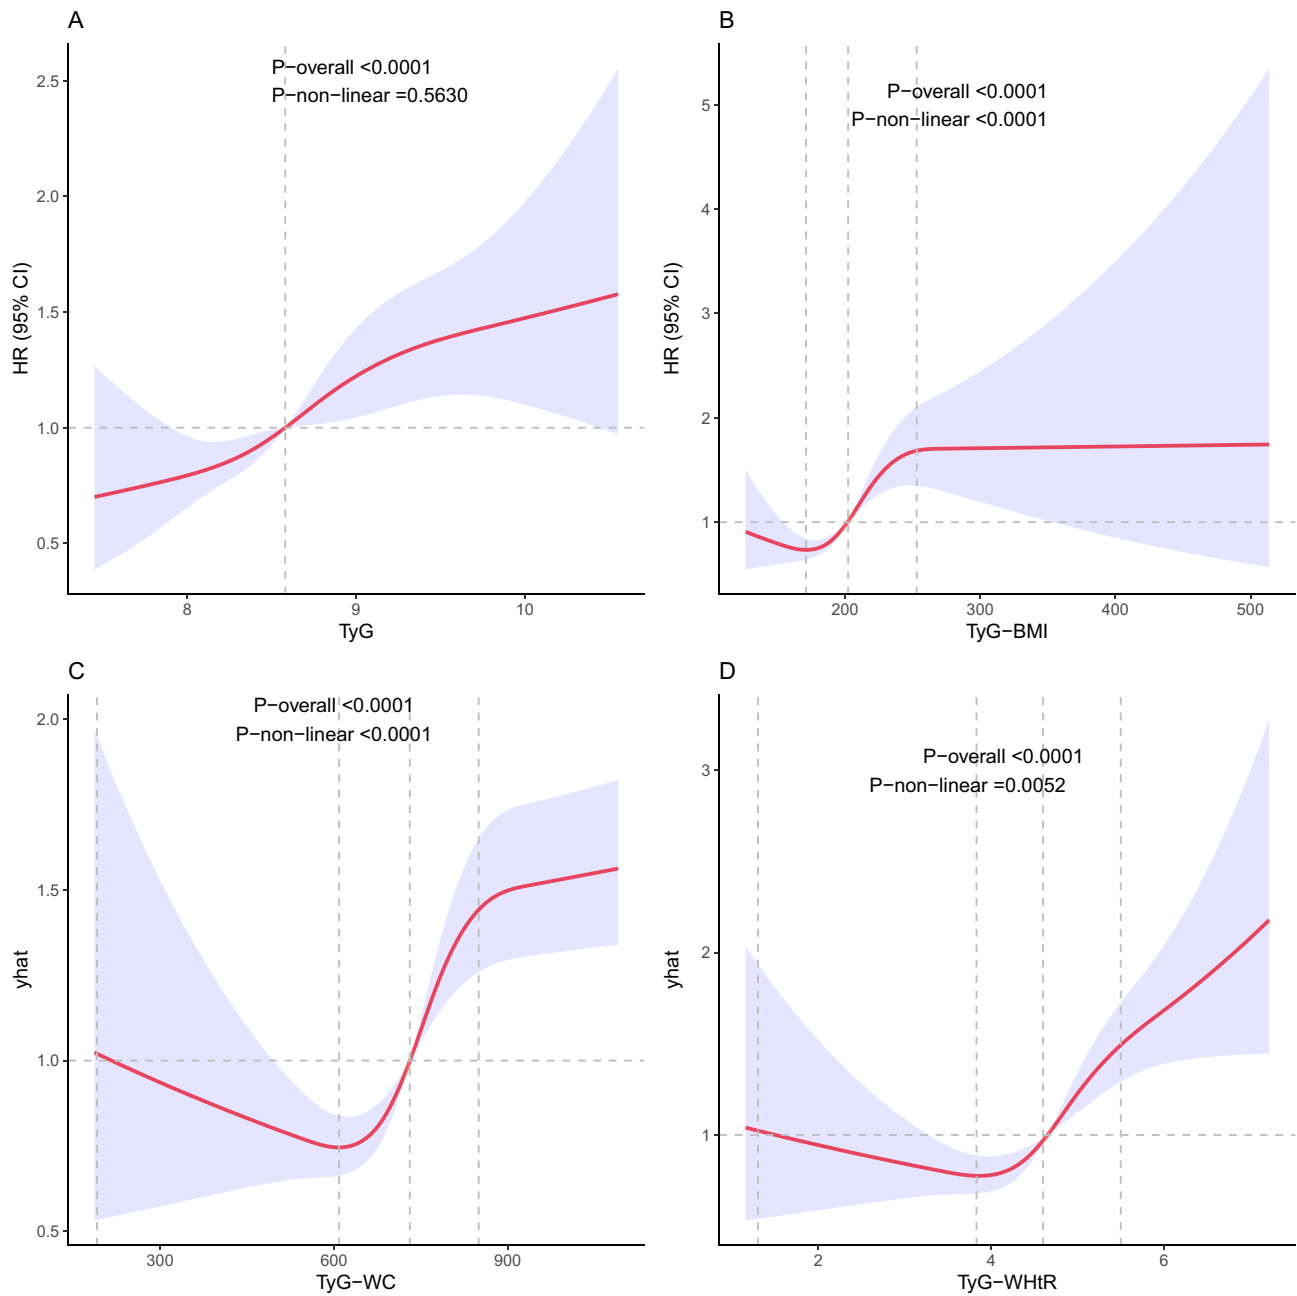 A
P−overall <0.0001
P−non−linear =0.5630
HR (95% CI)
2.5
2.0
1.5
1.0
0.5
8
9
10
TyG
B
P−overall <0.0001
P−non−linear <0.0001
HR (95% CI)
5
4
3
2
1
200
300
400
500
TyG−BMI
C
P−overall <0.0001
P−non−linear <0.0001
yhat
2.0
1.5
1.0
0.5
300
600
900
TyG−WC
D
P−overall <0.0001
P−non−linear =0.0052
yhat
3
2
1
2
4
6
TyG−WHtR